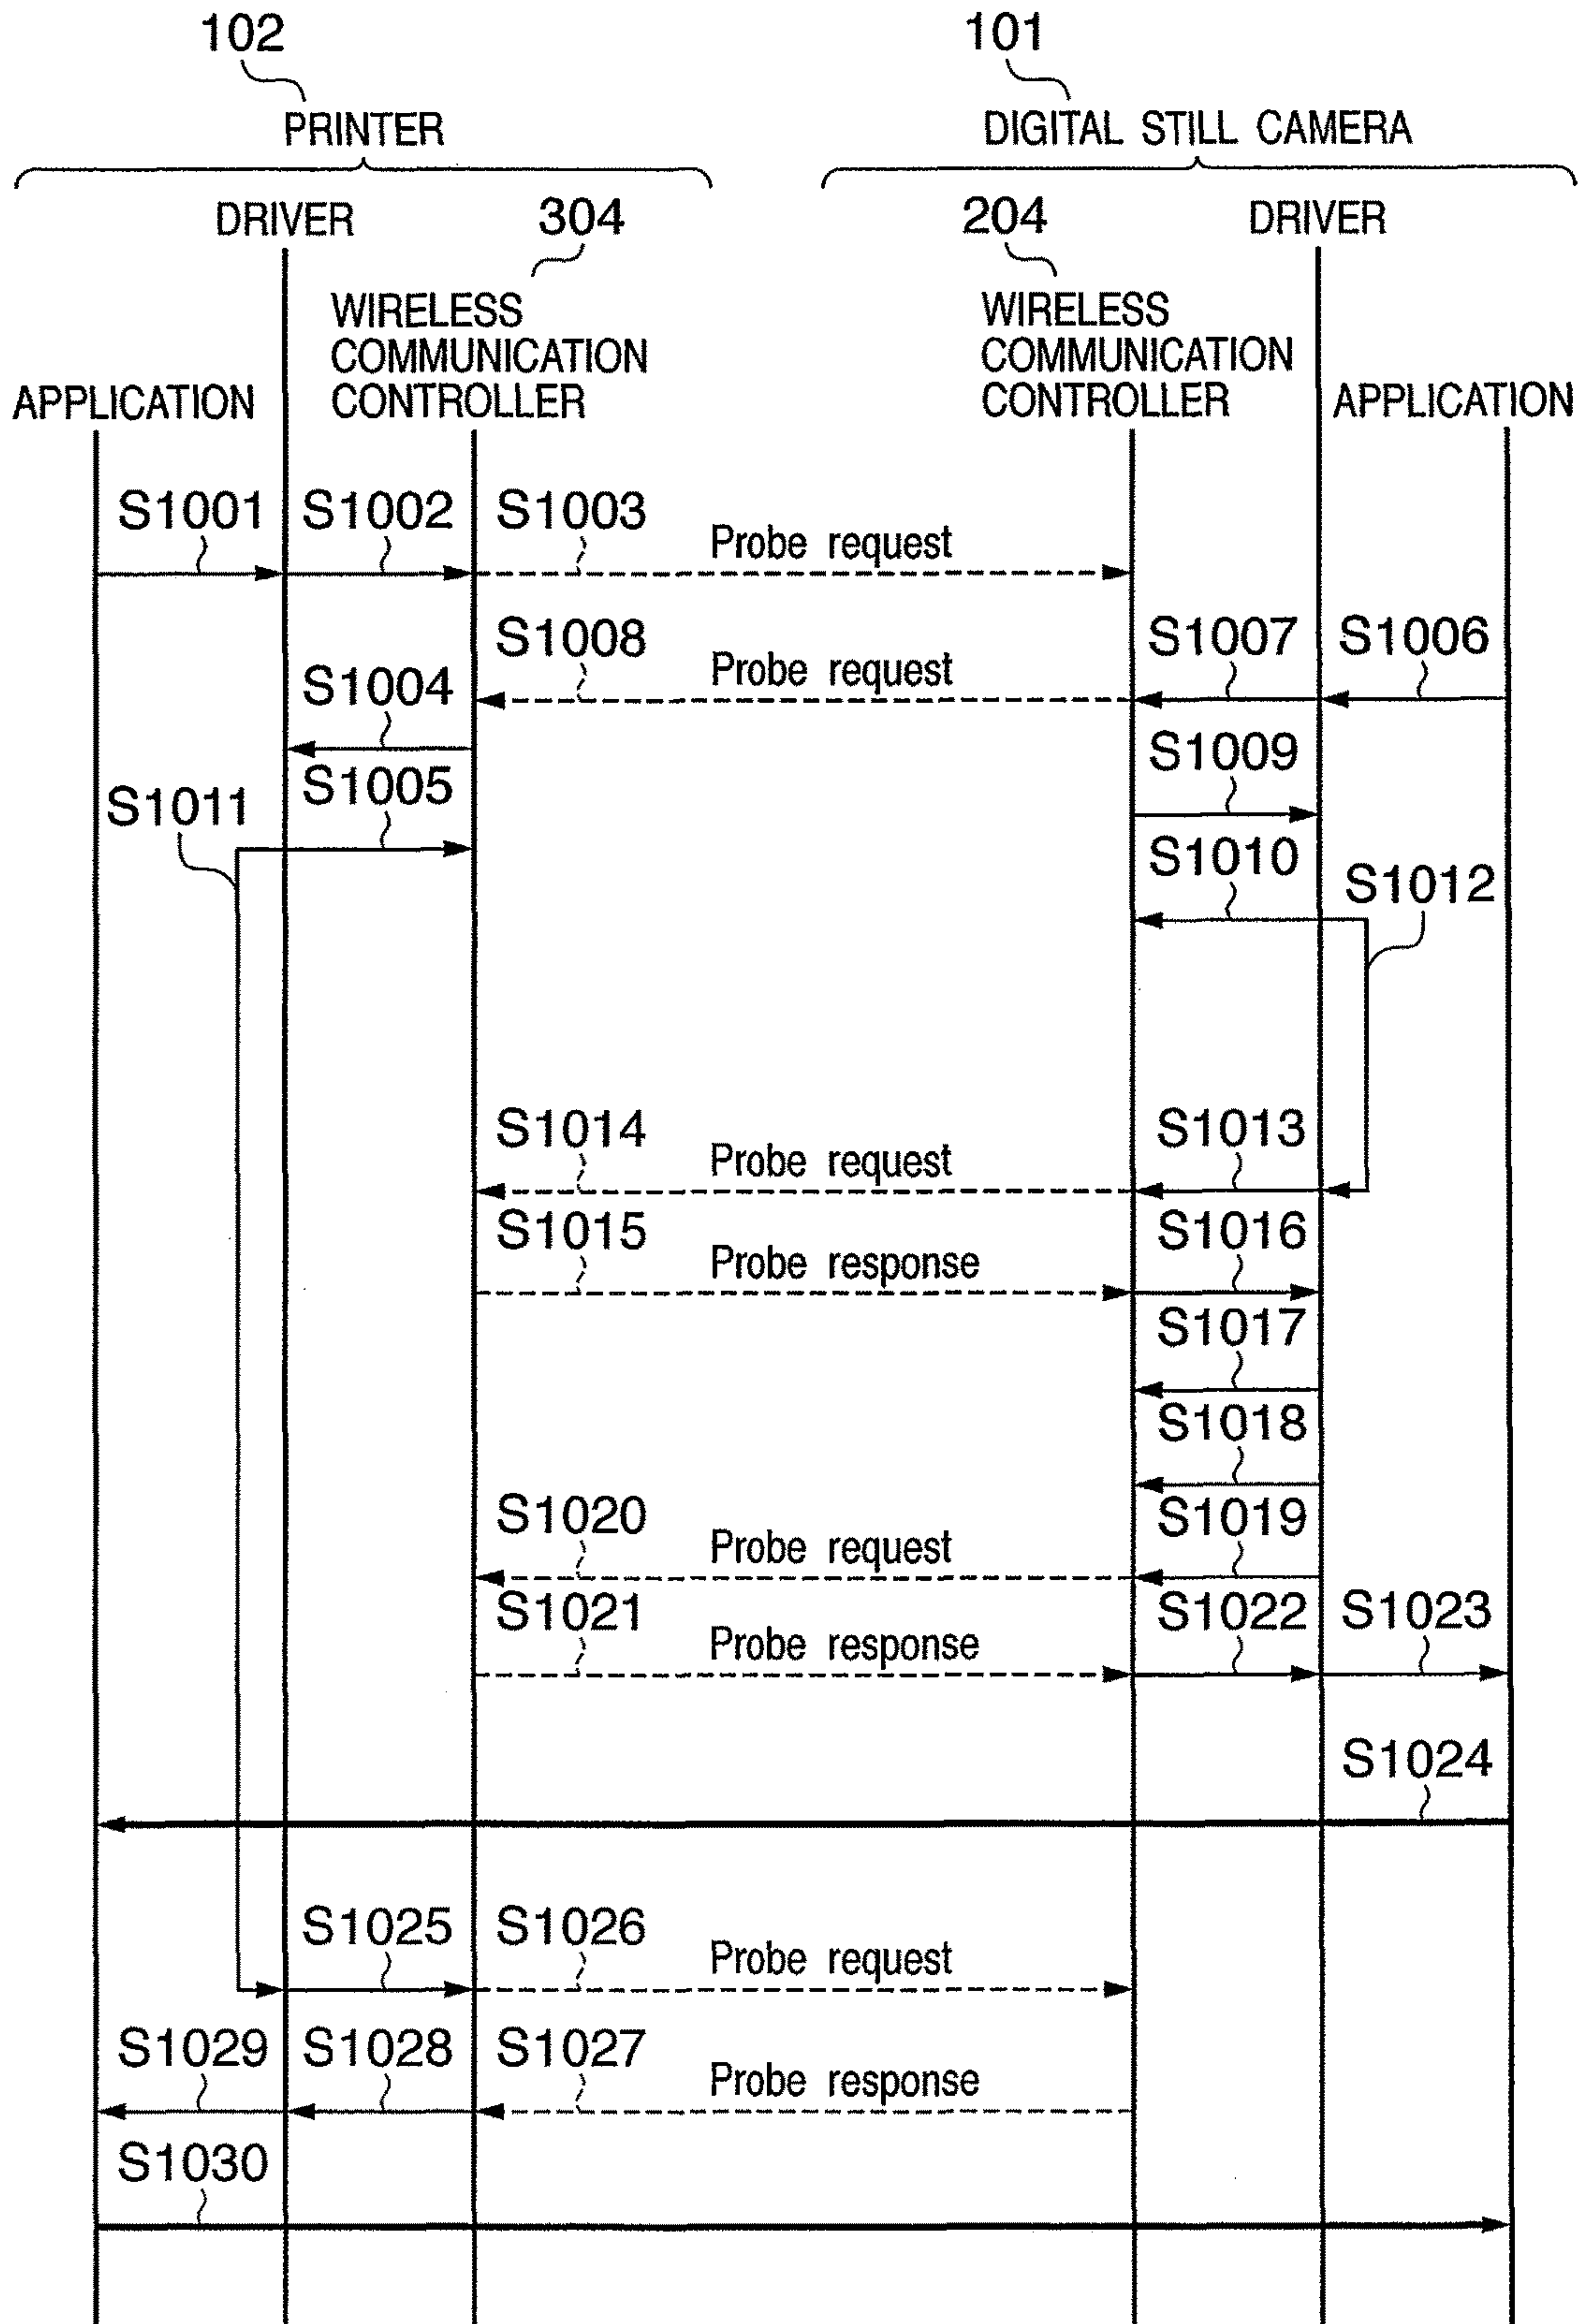 102
101
PRINTER
DIGITAL STILL CAMERA
DRIVER
304
204
DRIVER
WIRELESS
COMMUNICATION
CONTROLLER
WIRELESS
COMMUNICATION
CONTROLLER
APPLICATION
APPLICATION
S1001
S1002
S1003
Probe request
S1008
Probe request
S1007
S1006
S1004
S1009
S1005
S1011
S1010
S1012
S1014
Probe request
S1013
S1015
Probe response
S1016
S1017
S1018
S1020
Probe request
S1019
S1021
Probe response
S1022
S1023
S1024
S1025
S1026
Probe request
S1029
S1028
S1027
Probe response
S1030